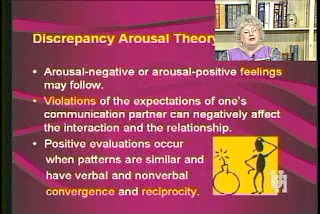 Discrepancy Arousal Theory
• Arousal-negative or arousal-positive feelings
may follow.
• Violations of the expectations of one's
communication partner can negatively affect
the interaction and the relationship.
• Positive evaluations occur
when patterns are similar and
have verbal and nonverbal
convergence and reciprocity.